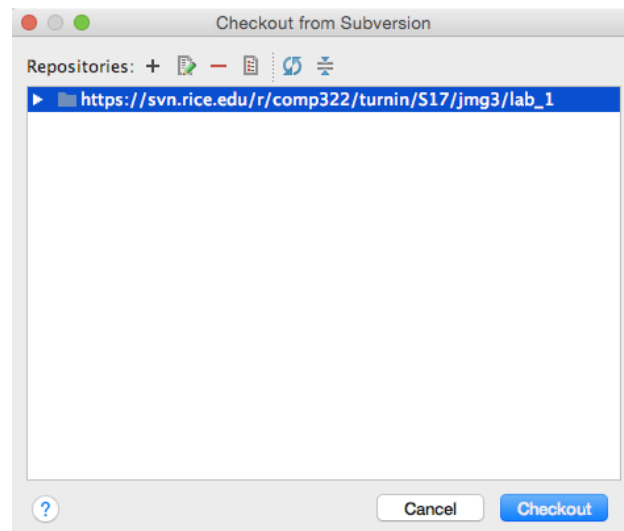 Checkout from Subversion
Repositories:
https://svn.rice.edu/r/comp322/turnin/S17/jmg3/lab_1
?
Cancel
Checkout